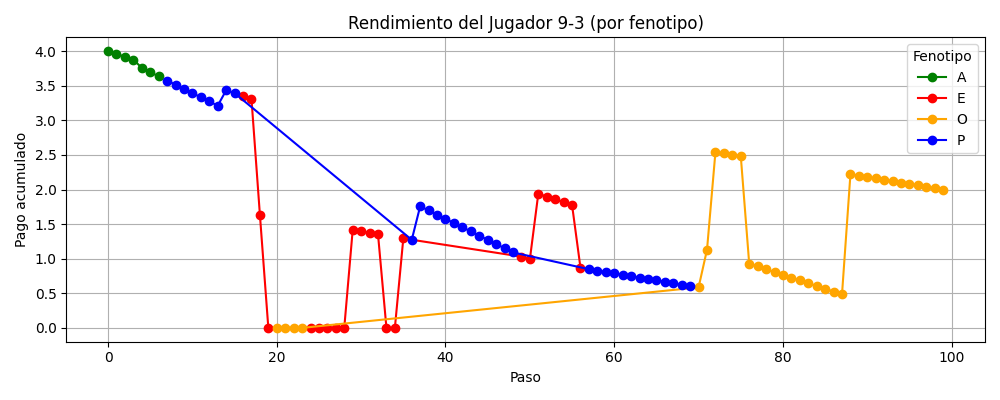 Rendimiento del Jugador 9-3 (por fenotipo)
Pago acumulado
4.0
3.5
3.0
2.5
2.0
1.5
1.0
0.5
0.0
Fenotipo
A
E
O
P
0 20 40 60 80 100
Paso